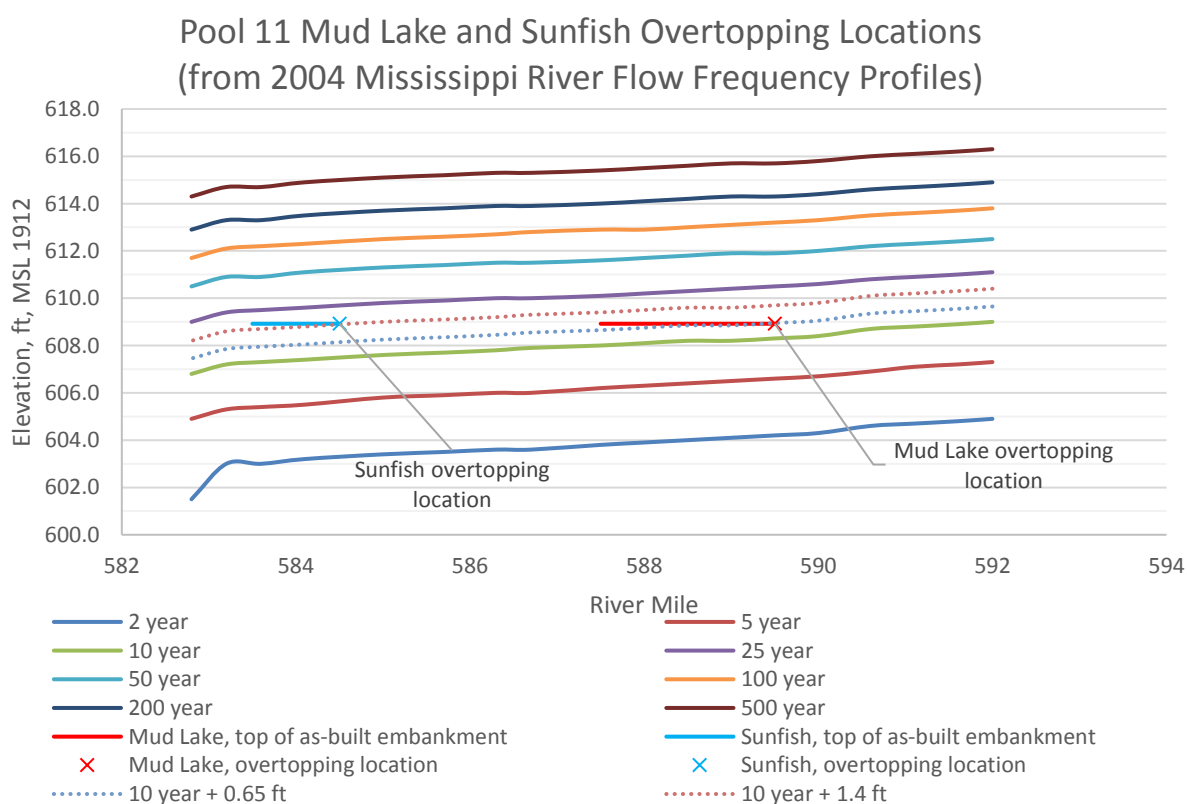 Pool 11 Mud Lake and Sunfish Overtopping Locations
(from 2004 Mississippi River Flow Frequency Profiles)
Elevation, ft, MSL 1912
618.0
616.0
614.0
612.0
610.0
608.0
606.0
604.0
602.0
600.0
Sunfish overtopping
location
Mud Lake overtopping
location
582
584
586
588
590
592
594
River Mile
2 year
5 year
10 year
25 year
50 year
100 year
200 year
500 year
Mud Lake, top of as-built embankment
Sunfish, top of as-built embankment
Mud Lake, overtopping location
Sunfish, overtopping location
10 year + 0.65 ft
10 year + 1.4 ft